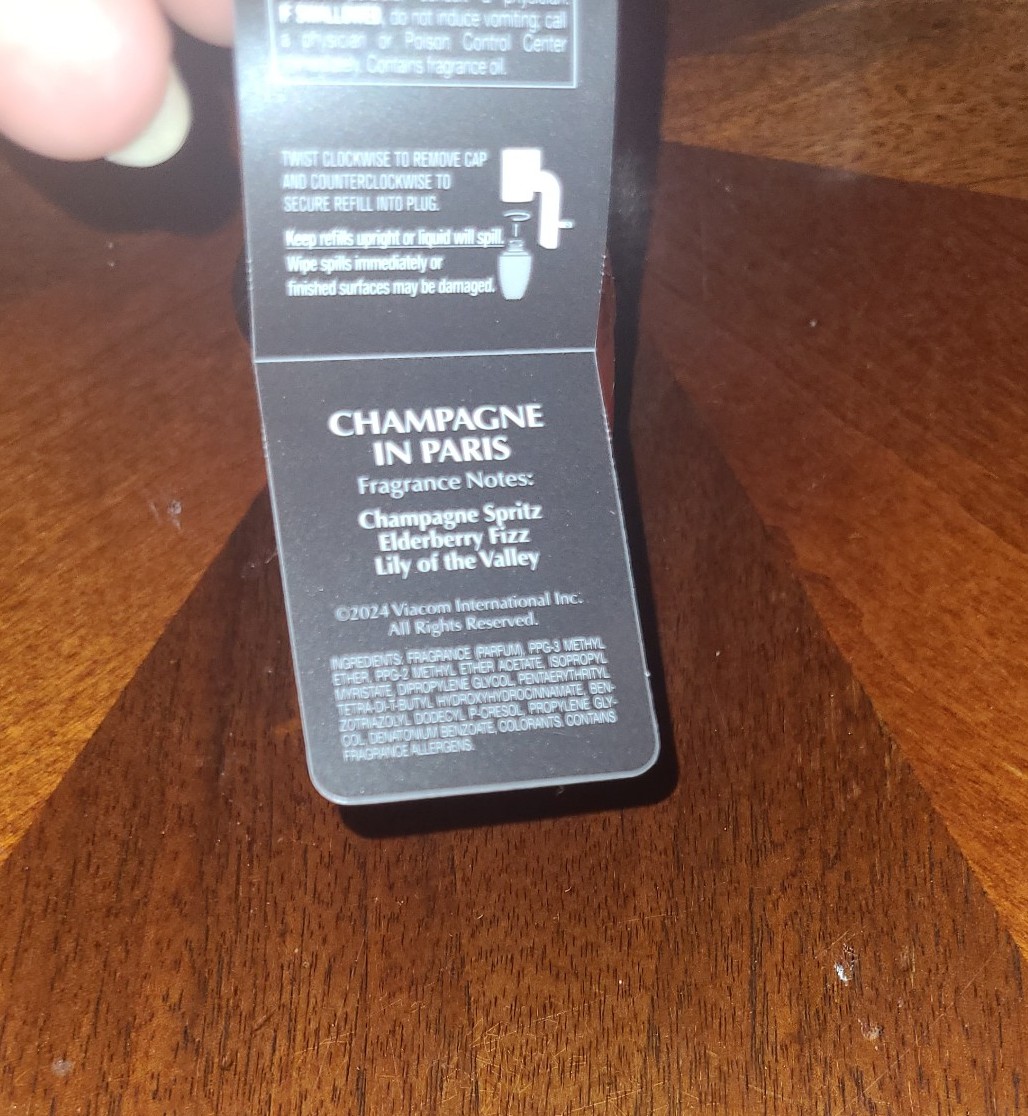 physician.
IF SWALLOWED, do not induce vomiting; call
a physician or Poison Control Center
Contains fragrance oil.
TWIST CLOCKWISE TO REMOVE CAP
AND COUNTERCLOCKWISE TO
SECURE REFILL INTO PLUG.
Keep refills upright or liquid will spill.
Wipe spills immediately or
finished surfaces may be damaged.
CHAMPAGNE
IN PARIS
Fragrance Notes:
Champagne Spritz
Elderberry Fizz
Lily of the Valley
©2024 Viacom International Inc.
All Rights Reserved.
INGREDIENTS: FRAGRANCE (PARFUM), PPG-3 METHYL
ETHER, PPG-2 METHYL ETHER ACETATE, ISOPROPYL
MYRISTATE, DIPROPYLENE GLYCOL, PENTAERYTHRITYL
TETRA-DI-T-BUTYL HYDROXYHYDROCINNAMATE, BEN-
ZOTRIAZOLYL DODECYL P-CRESOL, PROPYLENE GLY-
COL, DENATONIUM BENZOATE, COLORANTS. CONTAINS
FRAGRANCE ALLERGENS.